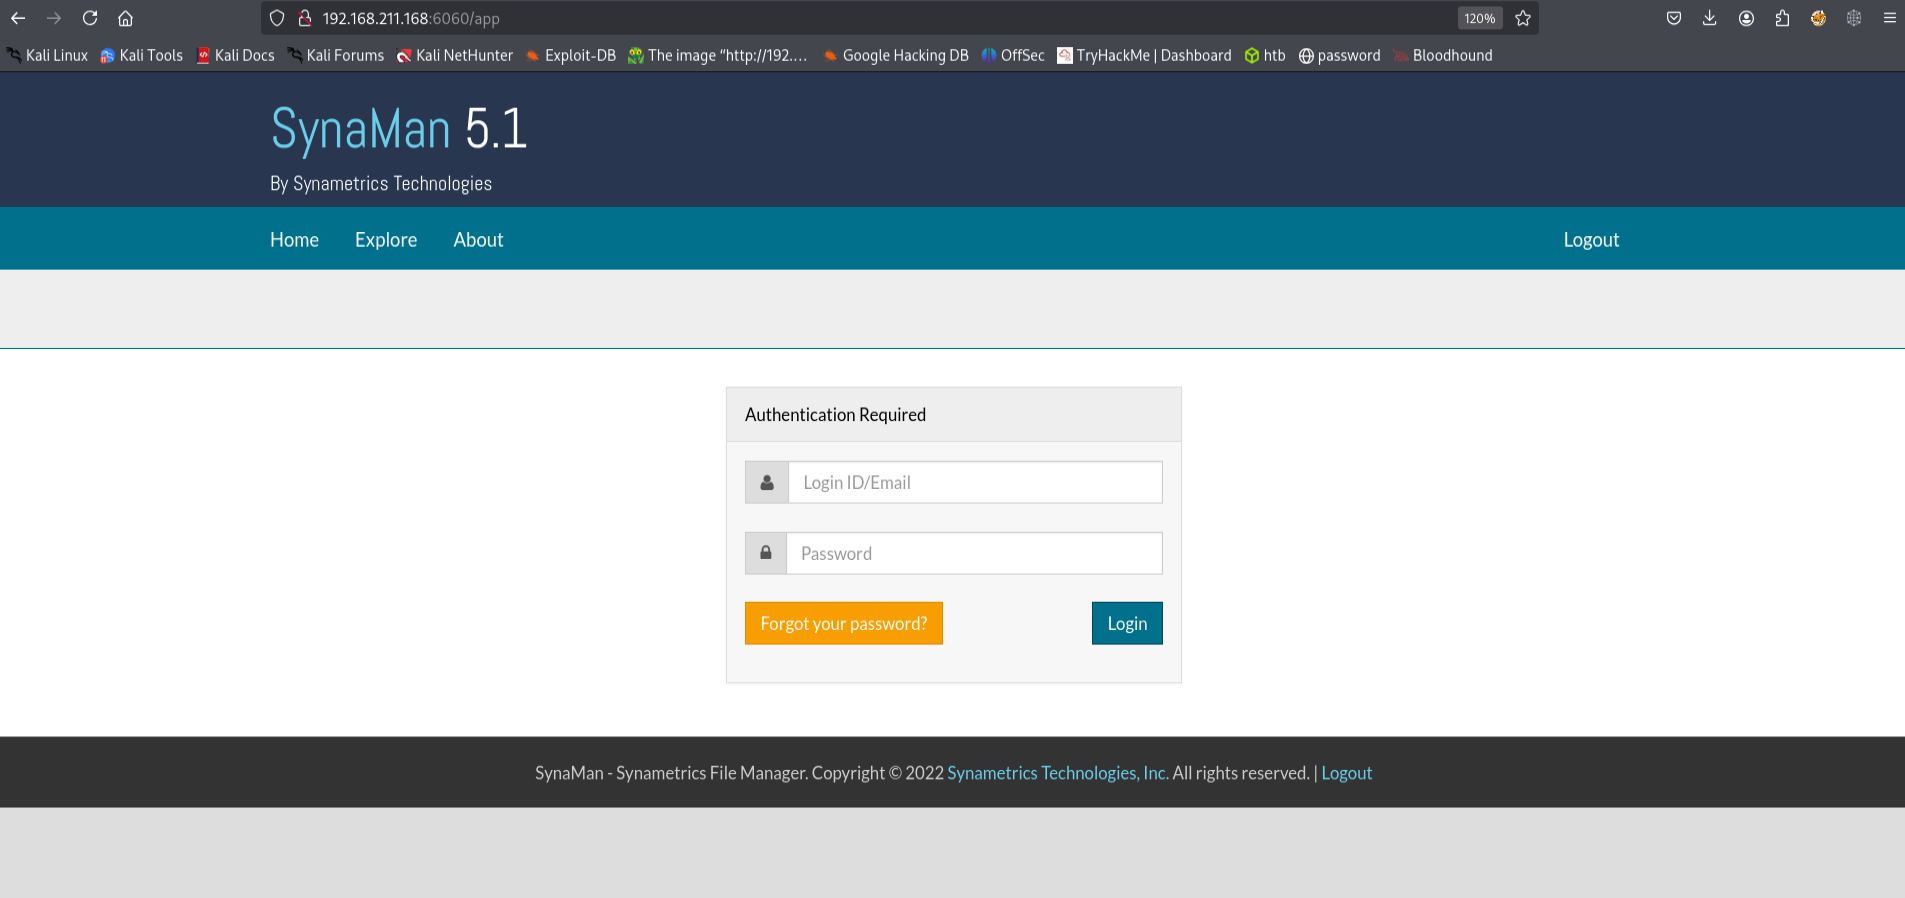 192.168.211.168:6060/app 120%
Kali Linux Kali Tools Kali Docs Kali Forums Kali NetHunter Exploit-DB The image “http://192.… Google Hacking DB OffSec TryHackMe | Dashboard htb password Bloodhound
SynaMan 5.1
By Synametrics Technologies
Home Explore About Logout
Authentication Required
Login ID/Email
Password
Forgot your password? Login
SynaMan - Synametrics File Manager. Copyright © 2022 Synametrics Technologies, Inc. All rights reserved. | Logout